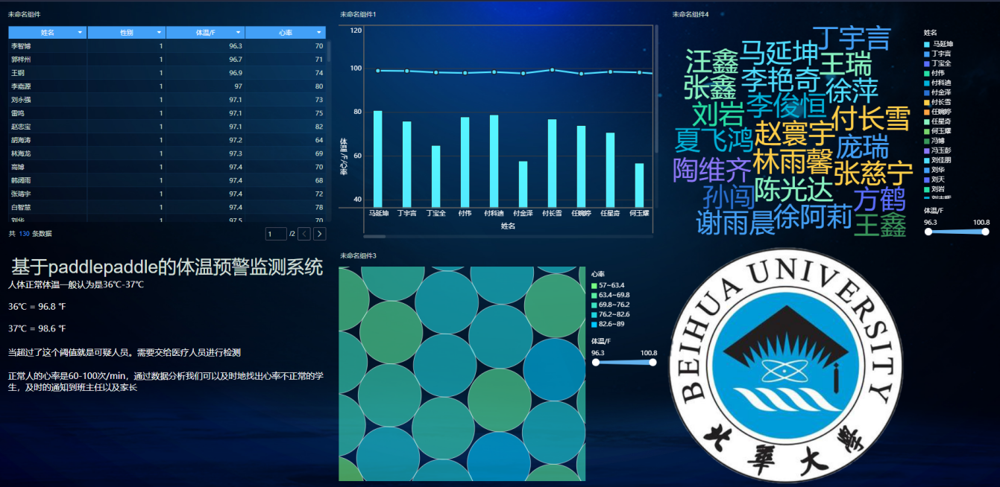 未命名组件
姓名 性别 体温/F 心率
李智博 1 96.3 70
郭梓州 1 96.7 71
王钢 1 96.9 74
李嘉源 1 97 80
刘永强 1 97.1 73
雷鸣 1 97.1 75
赵忠宝 1 97.1 82
胡海涛 1 97.2 64
林海龙 1 97.3 69
高博 1 97.4 70
韩阔雨 1 97.4 68
张靖宇 1 97.4 72
白智慧 1 97.4 78
刘华 1 97.5 70
共 130 条数据
1 /2
未命名组件1
120
100
80
60
40
体温/F/心率
马延坤 丁宇言 丁宝全 付伟 付科迪 付金泽 付长雪 任婉婷 任星奇 何玉耀
姓名
未命名组件4
丁宇言
马延坤
汪鑫
王瑞
张鑫
李艳奇
徐萍
李俊恒
刘岩
付长雪
夏飞鸿
赵寰宇
庞瑞
陶维齐
林雨馨
张慈宁
孙闯
陈光达
方鹤
谢雨晨
徐阿莉
王鑫
姓名
马延坤
丁宇言
丁宝全
付伟
付科迪
付金泽
付长雪
任婉婷
任星奇
何玉耀
冯博
冯玉彭
刘佳朋
刘华
刘天
刘岩
体温/F
96.3 100.8
基于paddlepaddle的体温预警监测系统
人体正常体温一般认为是36℃-37℃
36℃ = 96.8 ℉
37℃ = 98.6 ℉
当超过了这个阈值就是可疑人员。需要交给医疗人员进行检测
正常人的心率是60-100次/min，通过数据分析我们可以及时地找出心率不正常的学
生，及时的通知到班主任以及家长
未命名组件3
心率
57~63.4
63.4~69.8
69.8~76.2
76.2~82.6
82.6~89
体温/F
96.3 100.8
BEIHUA UNIVERSITY
北華大學